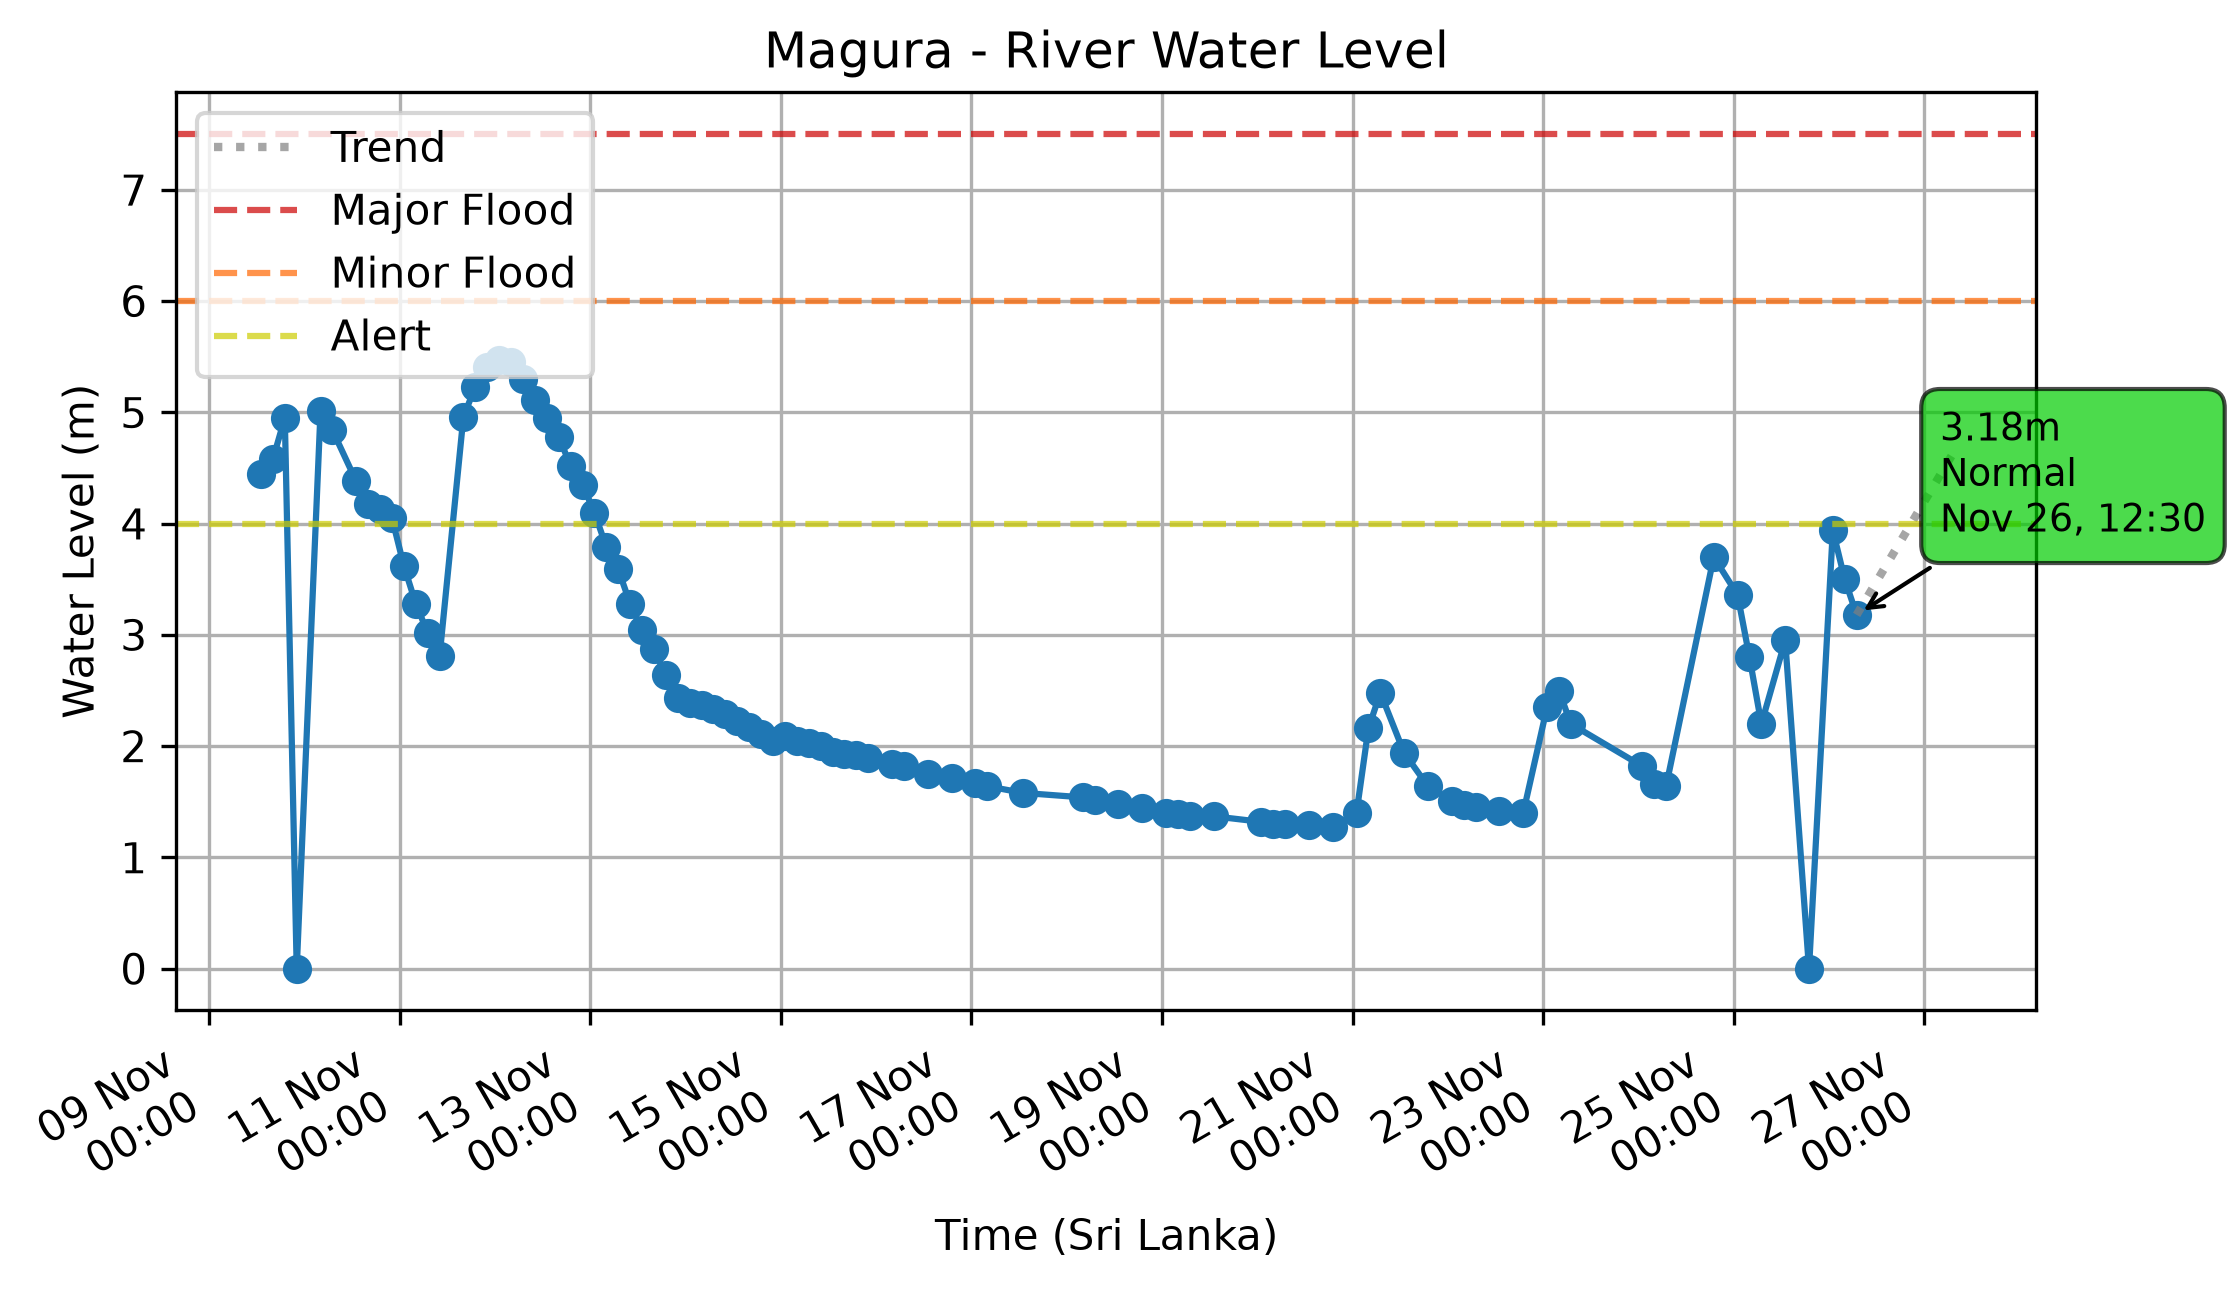 Magura - River Water Level
Trend
Major Flood
Minor Flood
Alert
7
6
5
4
3
2
1
0
Water Level (m)
3.18m
Normal
Nov 26, 12:30
09 Nov
00:00
11 Nov
00:00
13 Nov
00:00
15 Nov
00:00
17 Nov
00:00
19 Nov
00:00
21 Nov
00:00
23 Nov
00:00
25 Nov
00:00
27 Nov
00:00
Time (Sri Lanka)